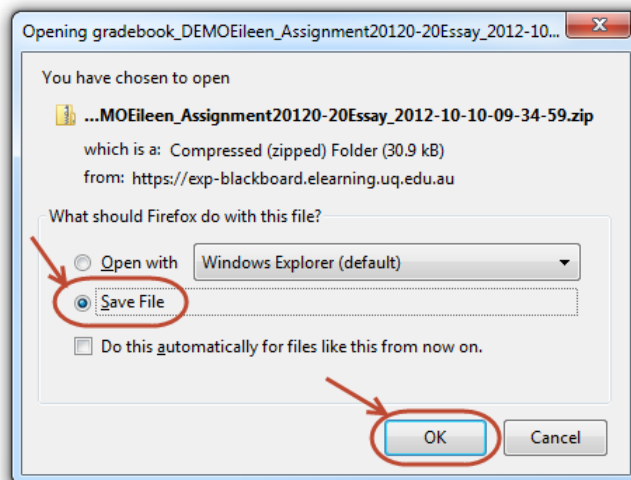 Opening gradebook_DEMOEileen_Assignment20120-20Essay_2012-10...
You have chosen to open
...MOEileen_Assignment20120-20Essay_2012-10-10-09-34-59.zip
which is a: Compressed (zipped) Folder (30.9 kB)
from: https://exp-blackboard.elearning.uq.edu.au
What should Firefox do with this file?
Open with Windows Explorer (default)
Save File
Do this automatically for files like this from now on.
OK Cancel